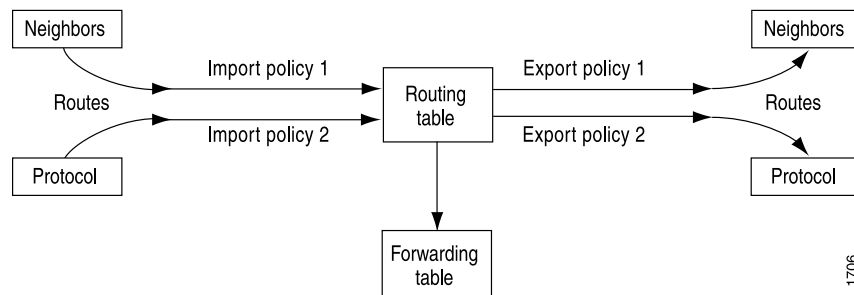 Neighbors
Neighbors
Import policy 1
Export policy 1
Routes
Routing
table
Routes
Import policy 2
Export policy 2
Protocol
Protocol
Forwarding
table
1706